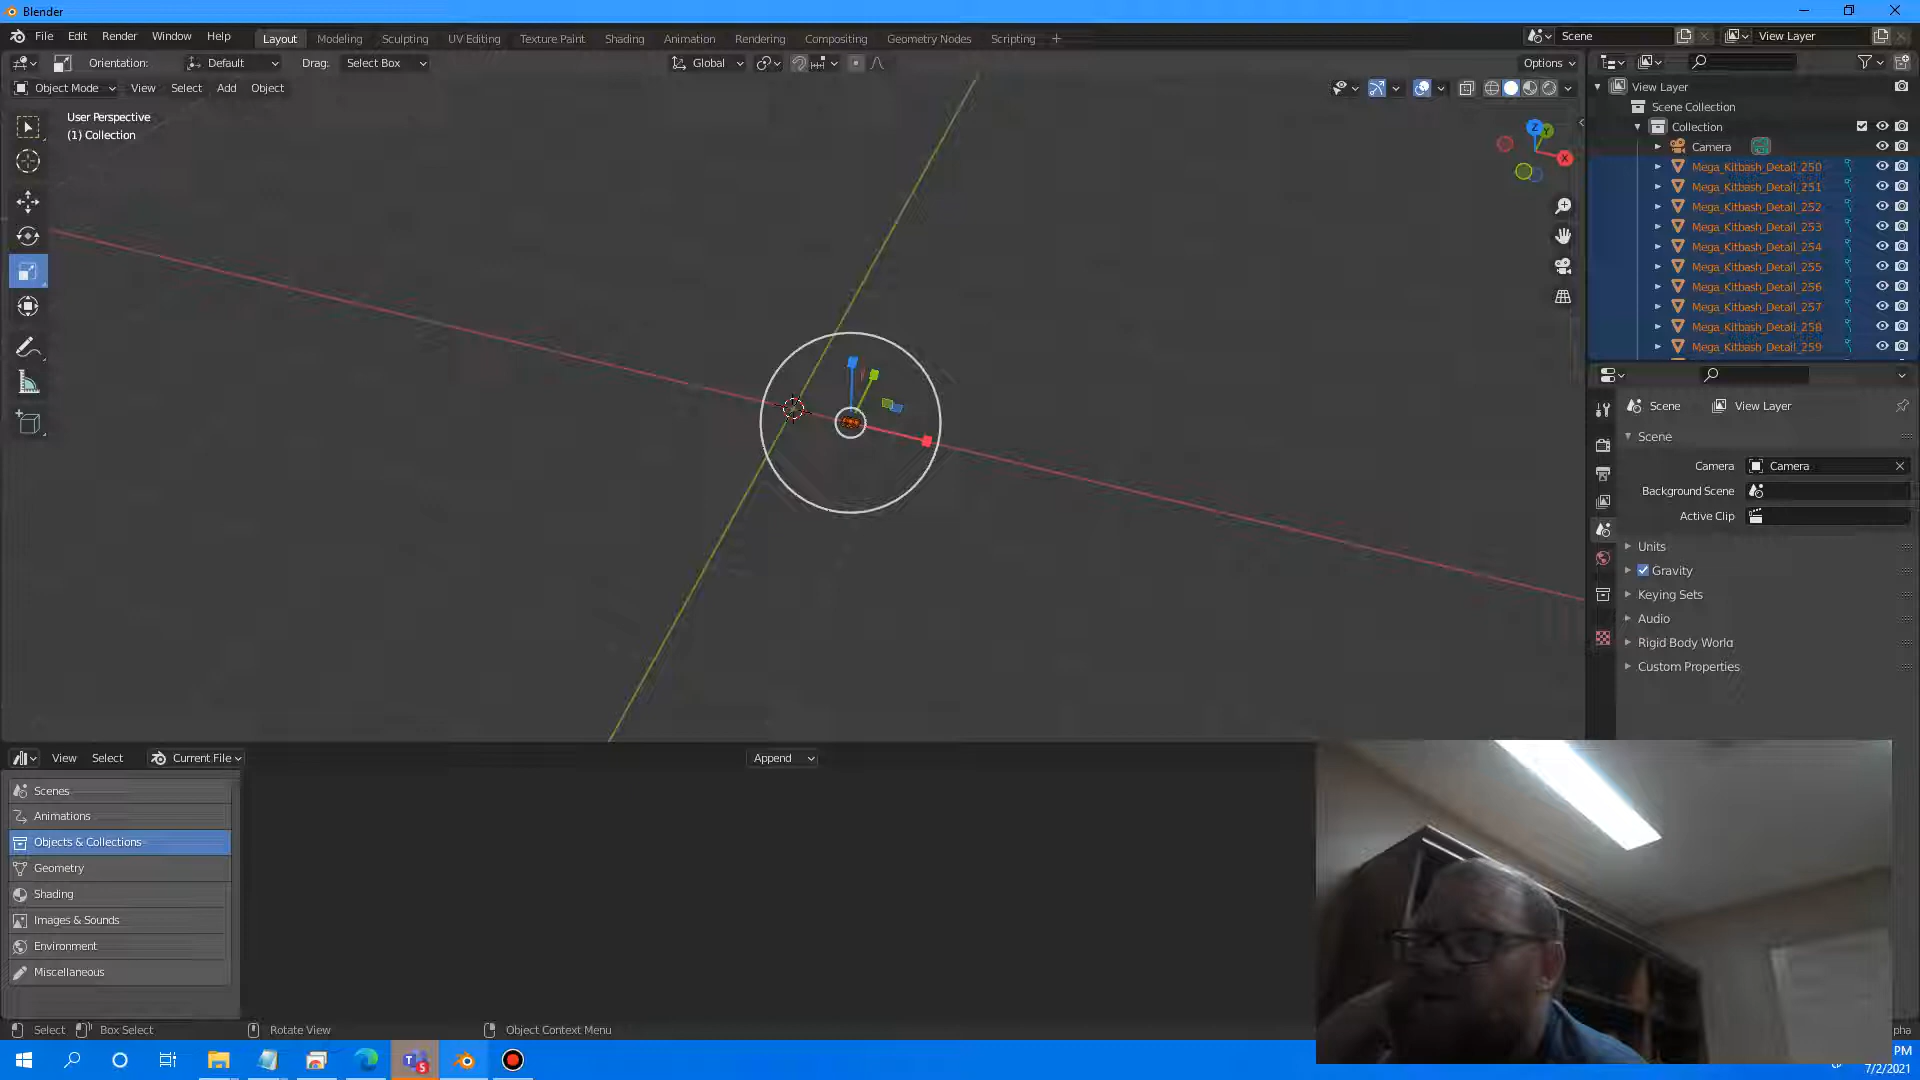 Blender
File Edit Render Window Help
Layout Modeling Sculpting UV Editing Texture Paint Shading Animation Rendering Compositing Geometry Nodes Scripting +
Scene
View Layer
Orientation: Default Drag: Select Box
Global
Options
Object Mode View Select Add Object
User Perspective
(1) Collection
Z
Y
X
View Layer
Scene Collection
Collection
Camera
Mega_Kitbash_Detail_250
Mega_Kitbash_Detail_251
Mega_Kitbash_Detail_252
Mega_Kitbash_Detail_253
Mega_Kitbash_Detail_254
Mega_Kitbash_Detail_255
Mega_Kitbash_Detail_256
Mega_Kitbash_Detail_257
Mega_Kitbash_Detail_258
Mega_Kitbash_Detail_259
Scene View Layer
Scene
Camera Camera
Background Scene
Active Clip
Units
Gravity
Keying Sets
Audio
Rigid Body World
Custom Properties
View Select Current File Append
Scenes
Animations
Objects & Collections
Geometry
Shading
Images & Sounds
Environment
Miscellaneous
Select Box Select Rotate View Object Context Menu
pha
PM
7/2/2021